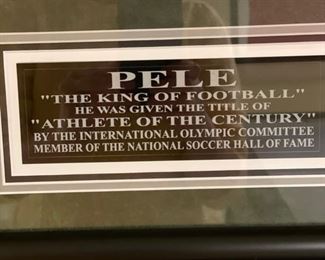 PELE
"THE KING OF FOOTBALL"
HE WAS GIVEN THE TITLE OF
"ATHLETE OF THE CENTURY"
BY THE INTERNATIONAL OLYMPIC COMMITTEE
MEMBER OF THE NATIONAL SOCCER HALL OF FAME